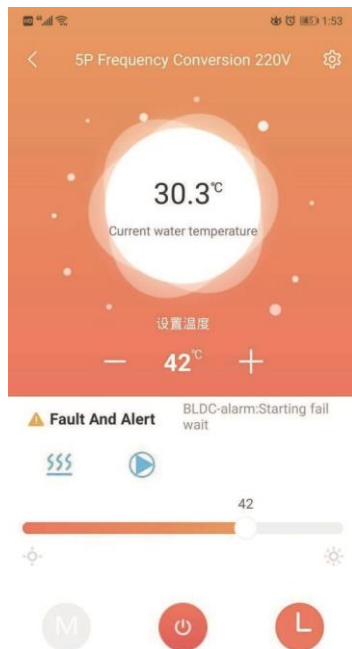 1:53
5P Frequency Conversion 220V
30.3℃
Current water temperature
设置温度
42℃
Fault And Alert
BLDC-alarm:Starting fail
wait
42
M